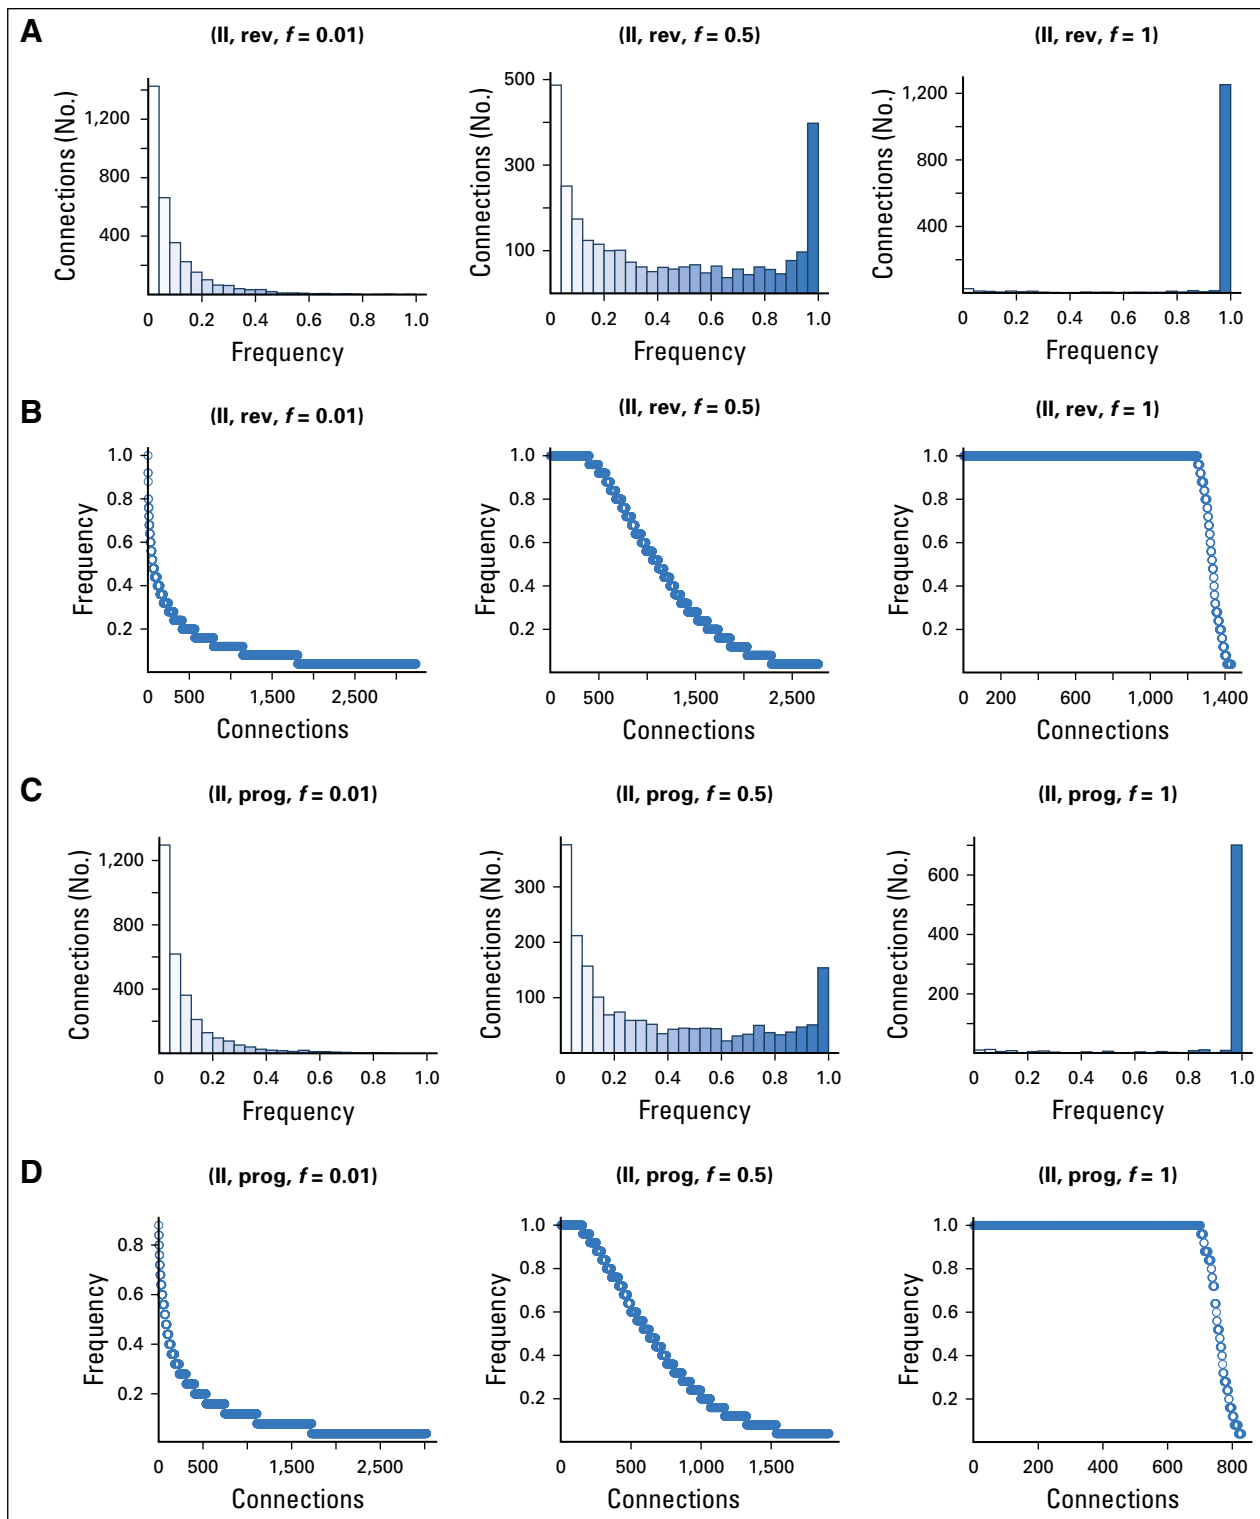 A
(II, rev, f = 0.01)
(II, rev, f = 0.5)
(II, rev, f = 1)
Connections (No.)
1,200
800
400
0 0.2 0.4 0.6 0.8 1.0
Frequency
Connections (No.)
500
300
100
0 0.2 0.4 0.6 0.8 1.0
Frequency
Connections (No.)
1,200
800
400
0 0.2 0.4 0.6 0.8 1.0
Frequency
B
(II, rev, f = 0.01)
(II, rev, f = 0.5)
(II, rev, f = 1)
Frequency
1.0
0.8
0.6
0.4
0.2
0 500 1,500 2,500
Connections
Frequency
1.0
0.8
0.6
0.4
0.2
0 500 1,500 2,500
Connections
Frequency
1.0
0.8
0.6
0.4
0.2
0 200 600 1,000 1,400
Connections
C
(II, prog, f = 0.01)
(II, prog, f = 0.5)
(II, prog, f = 1)
Connections (No.)
1,200
800
400
0 0.2 0.4 0.6 0.8 1.0
Frequency
Connections (No.)
300
200
100
0 0.2 0.4 0.6 0.8 1.0
Frequency
Connections (No.)
600
400
200
0 0.2 0.4 0.6 0.8 1.0
Frequency
D
(II, prog, f = 0.01)
(II, prog, f = 0.5)
(II, prog, f = 1)
Frequency
0.8
0.6
0.4
0.2
0 500 1,500 2,500
Connections
Frequency
1.0
0.8
0.6
0.4
0.2
0 500 1,000 1,500
Connections
Frequency
1.0
0.8
0.6
0.4
0.2
0 200 400 600 800
Connections